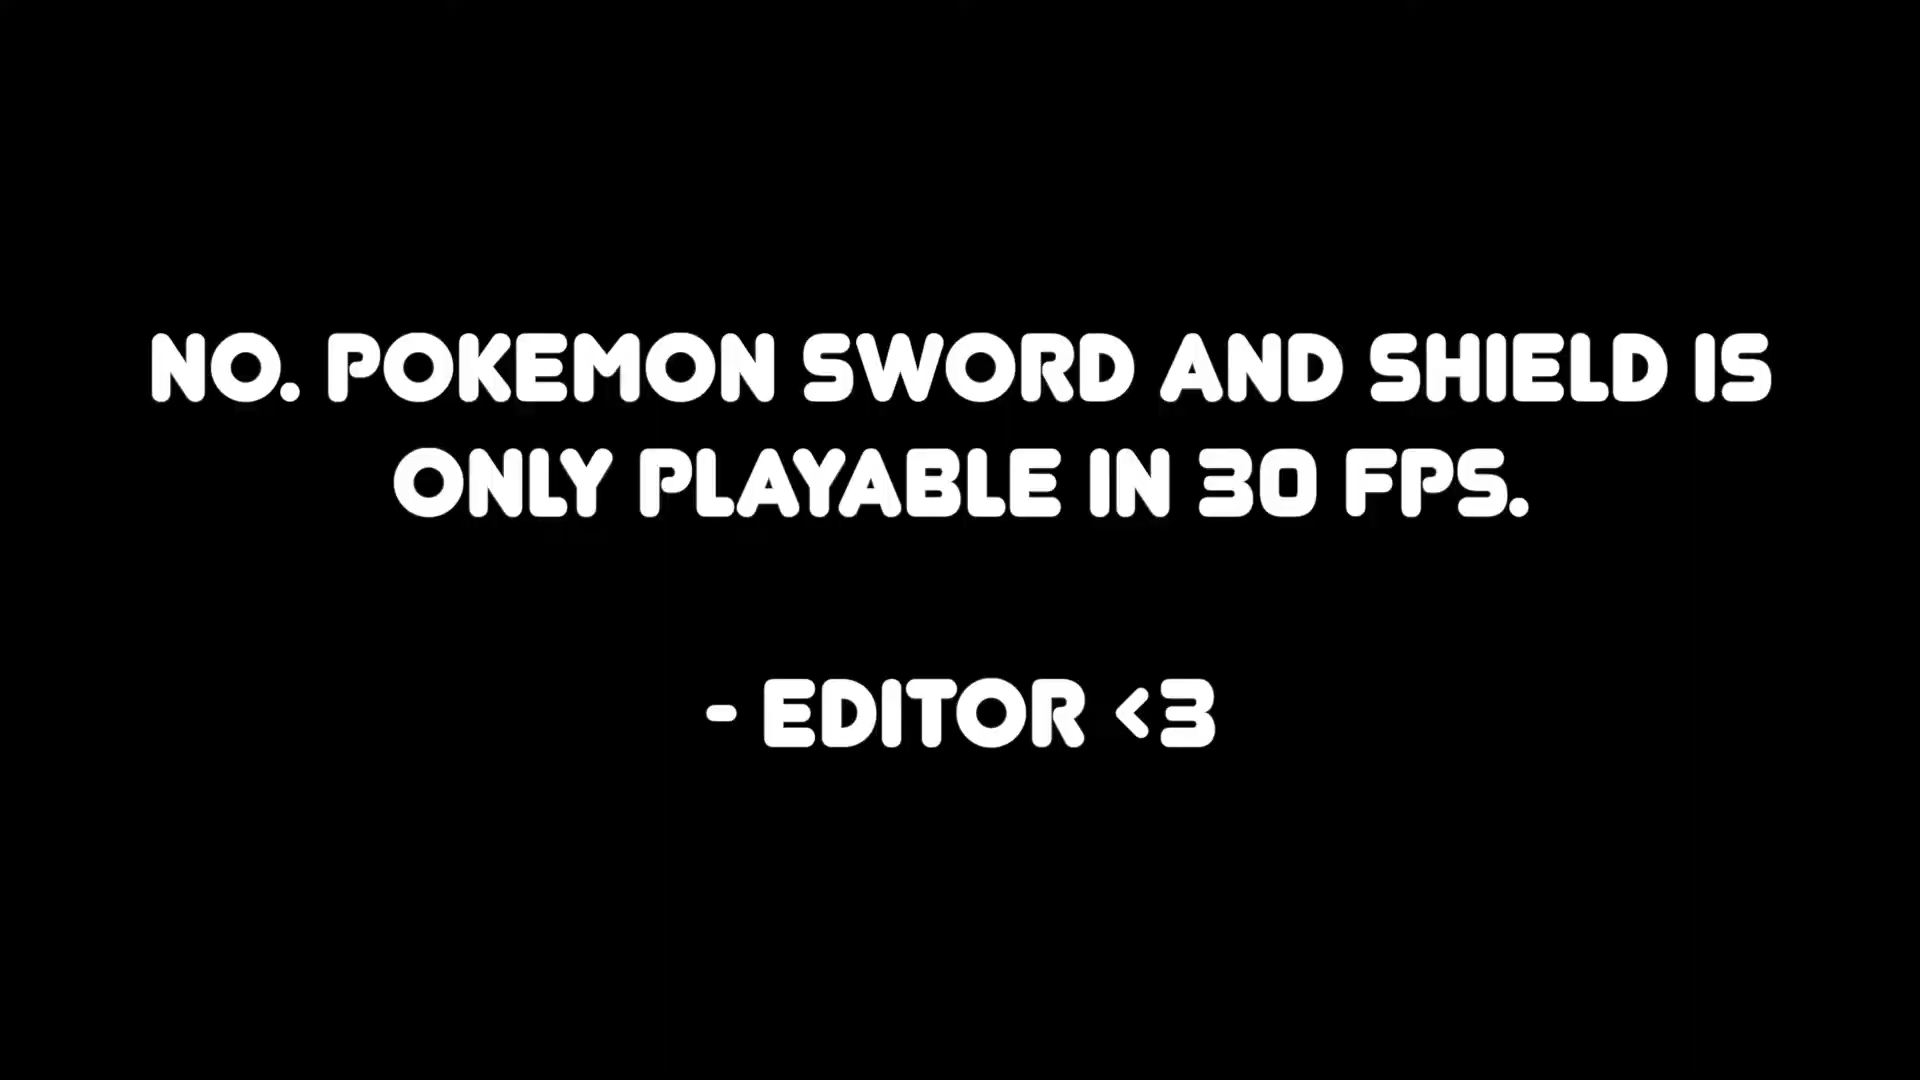 NO. POKEMON SWORD AND SHIELD IS
ONLY PLAYABLE IN 30 FPS.
- EDITOR <3